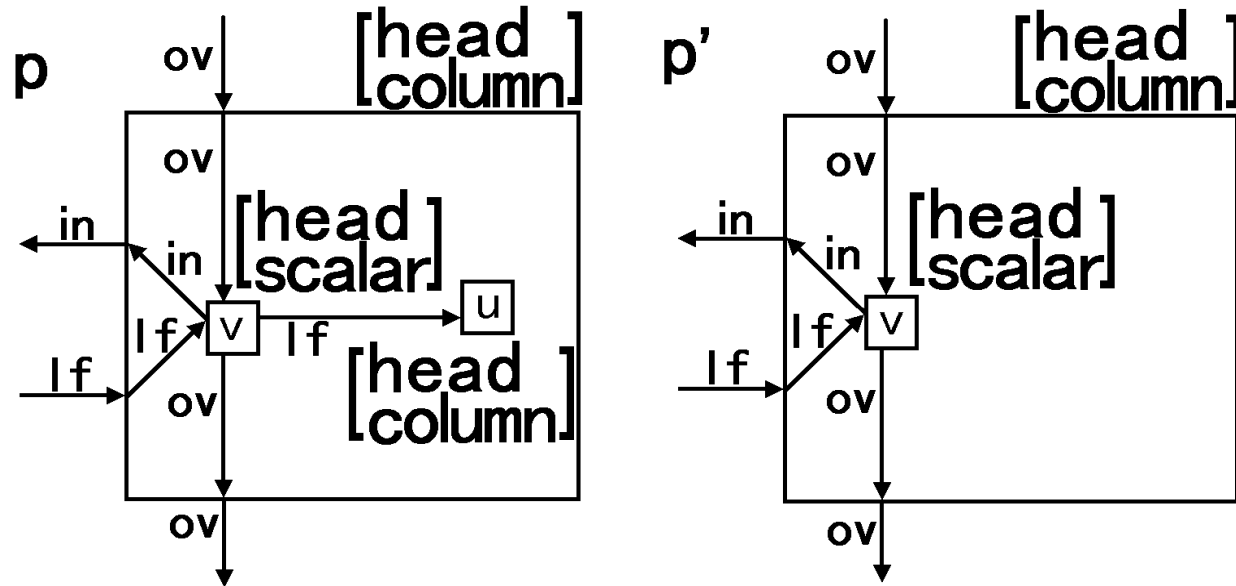 p
ov
[head
column]
ov
in
in
[head
scalar]
v
u
lf
lf
lf
[head
column]
ov
ov
p'
ov
[head
column]
ov
in
in
[head
scalar]
v
lf
lf
ov
ov